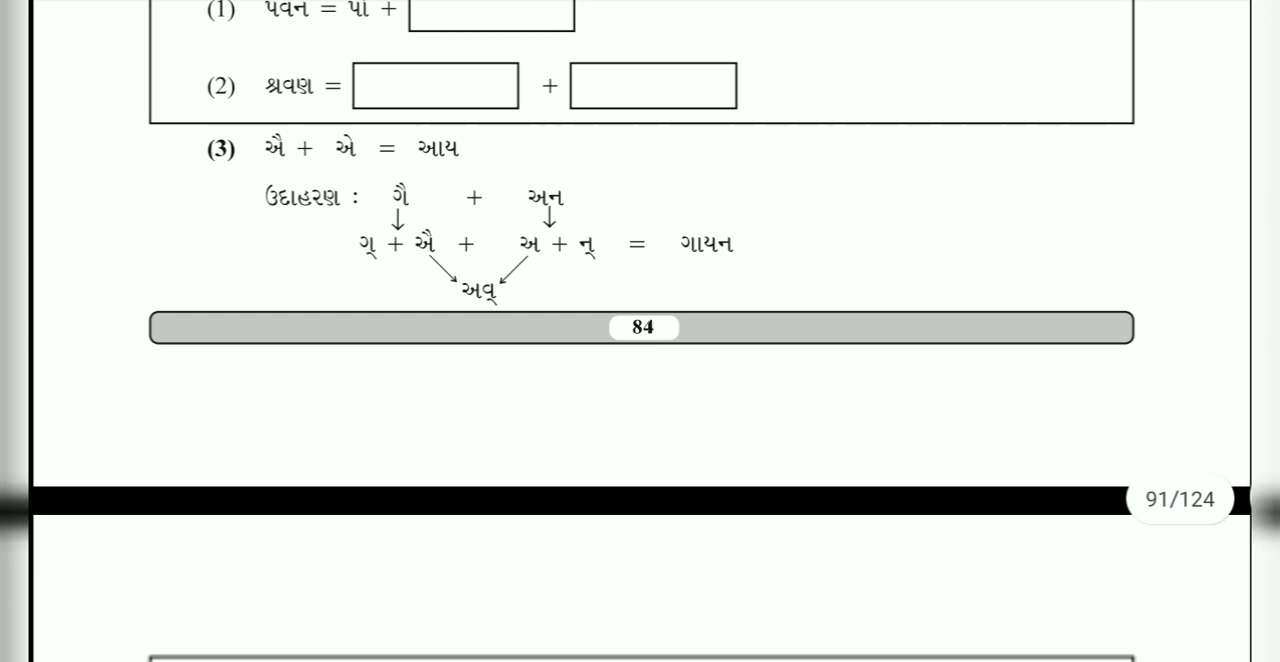 (1) પવન = પો +
(2) શ્રવણ = +
(3) ઐ + એ = આય
ઉદાહરણ : ગૈ + અન
ગ્ + ઐ + અ + ન્ = ગાયન
અવ્
84
91/124